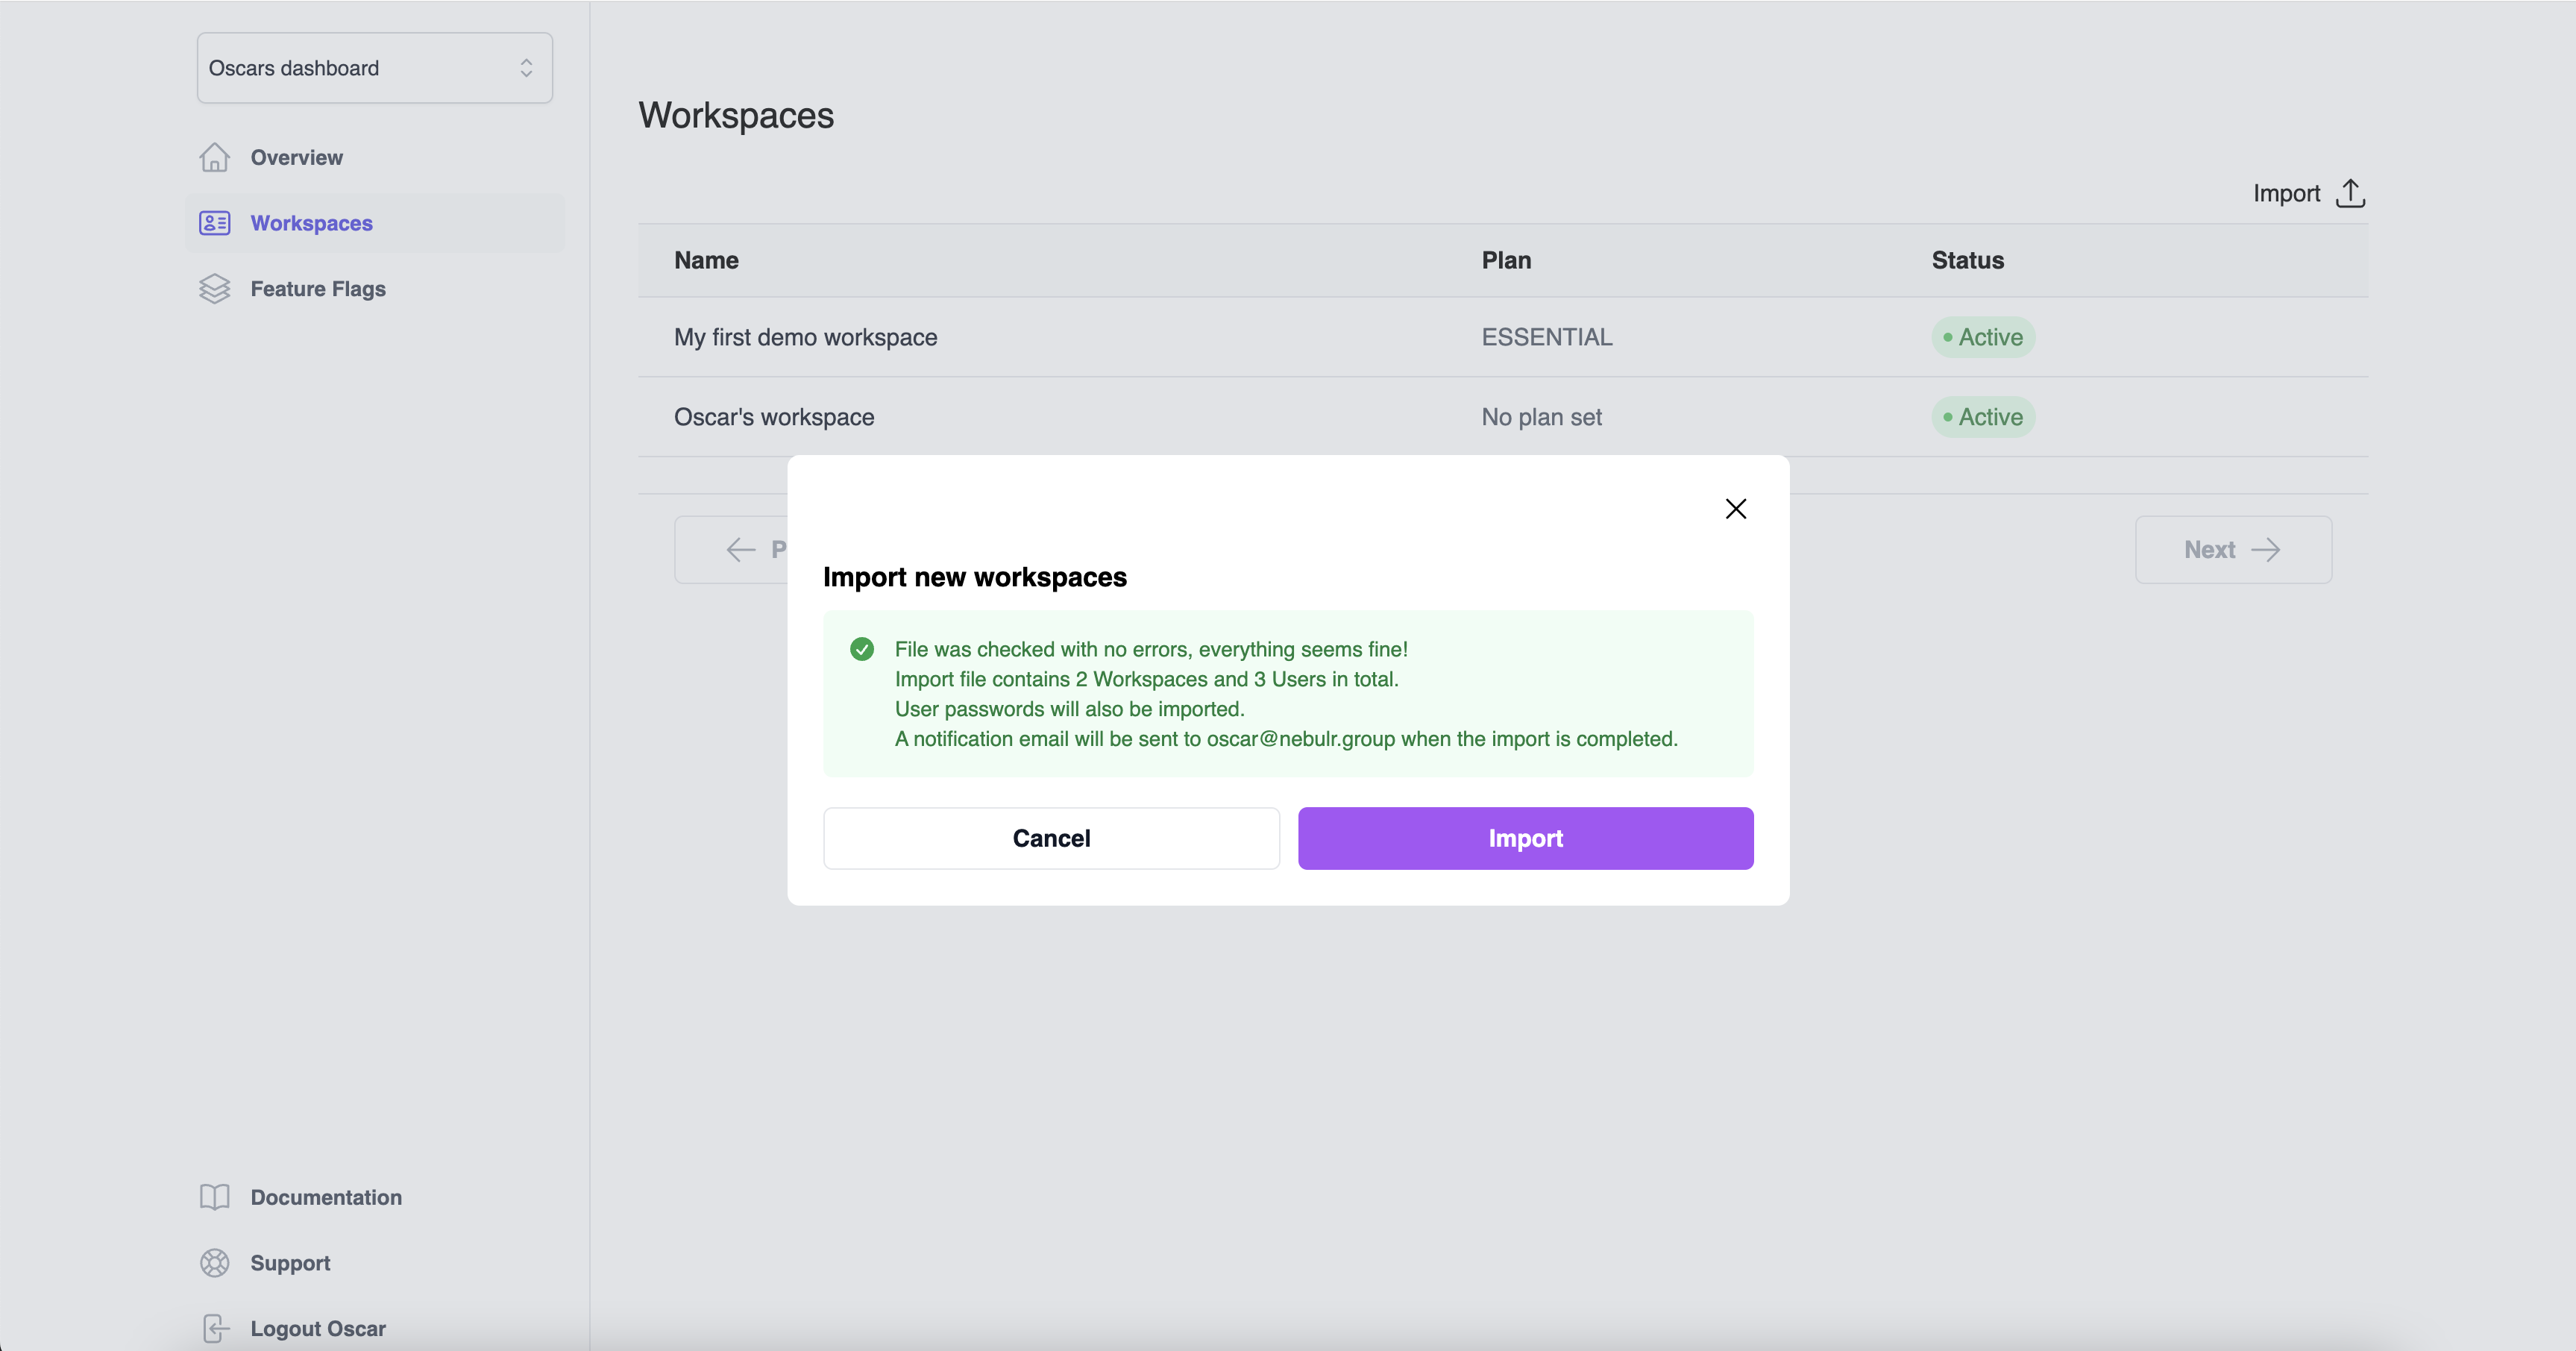 Oscars dashboard
Overview
Workspaces
Feature Flags
Documentation
Support
Logout Oscar
Workspaces
Import
Name Plan Status
My first demo workspace ESSENTIAL Active
Oscar's workspace No plan set Active
P
Next
Import new workspaces
File was checked with no errors, everything seems fine!
Import file contains 2 Workspaces and 3 Users in total.
User passwords will also be imported.
A notification email will be sent to oscar@nebulr.group when the import is completed.
Cancel Import